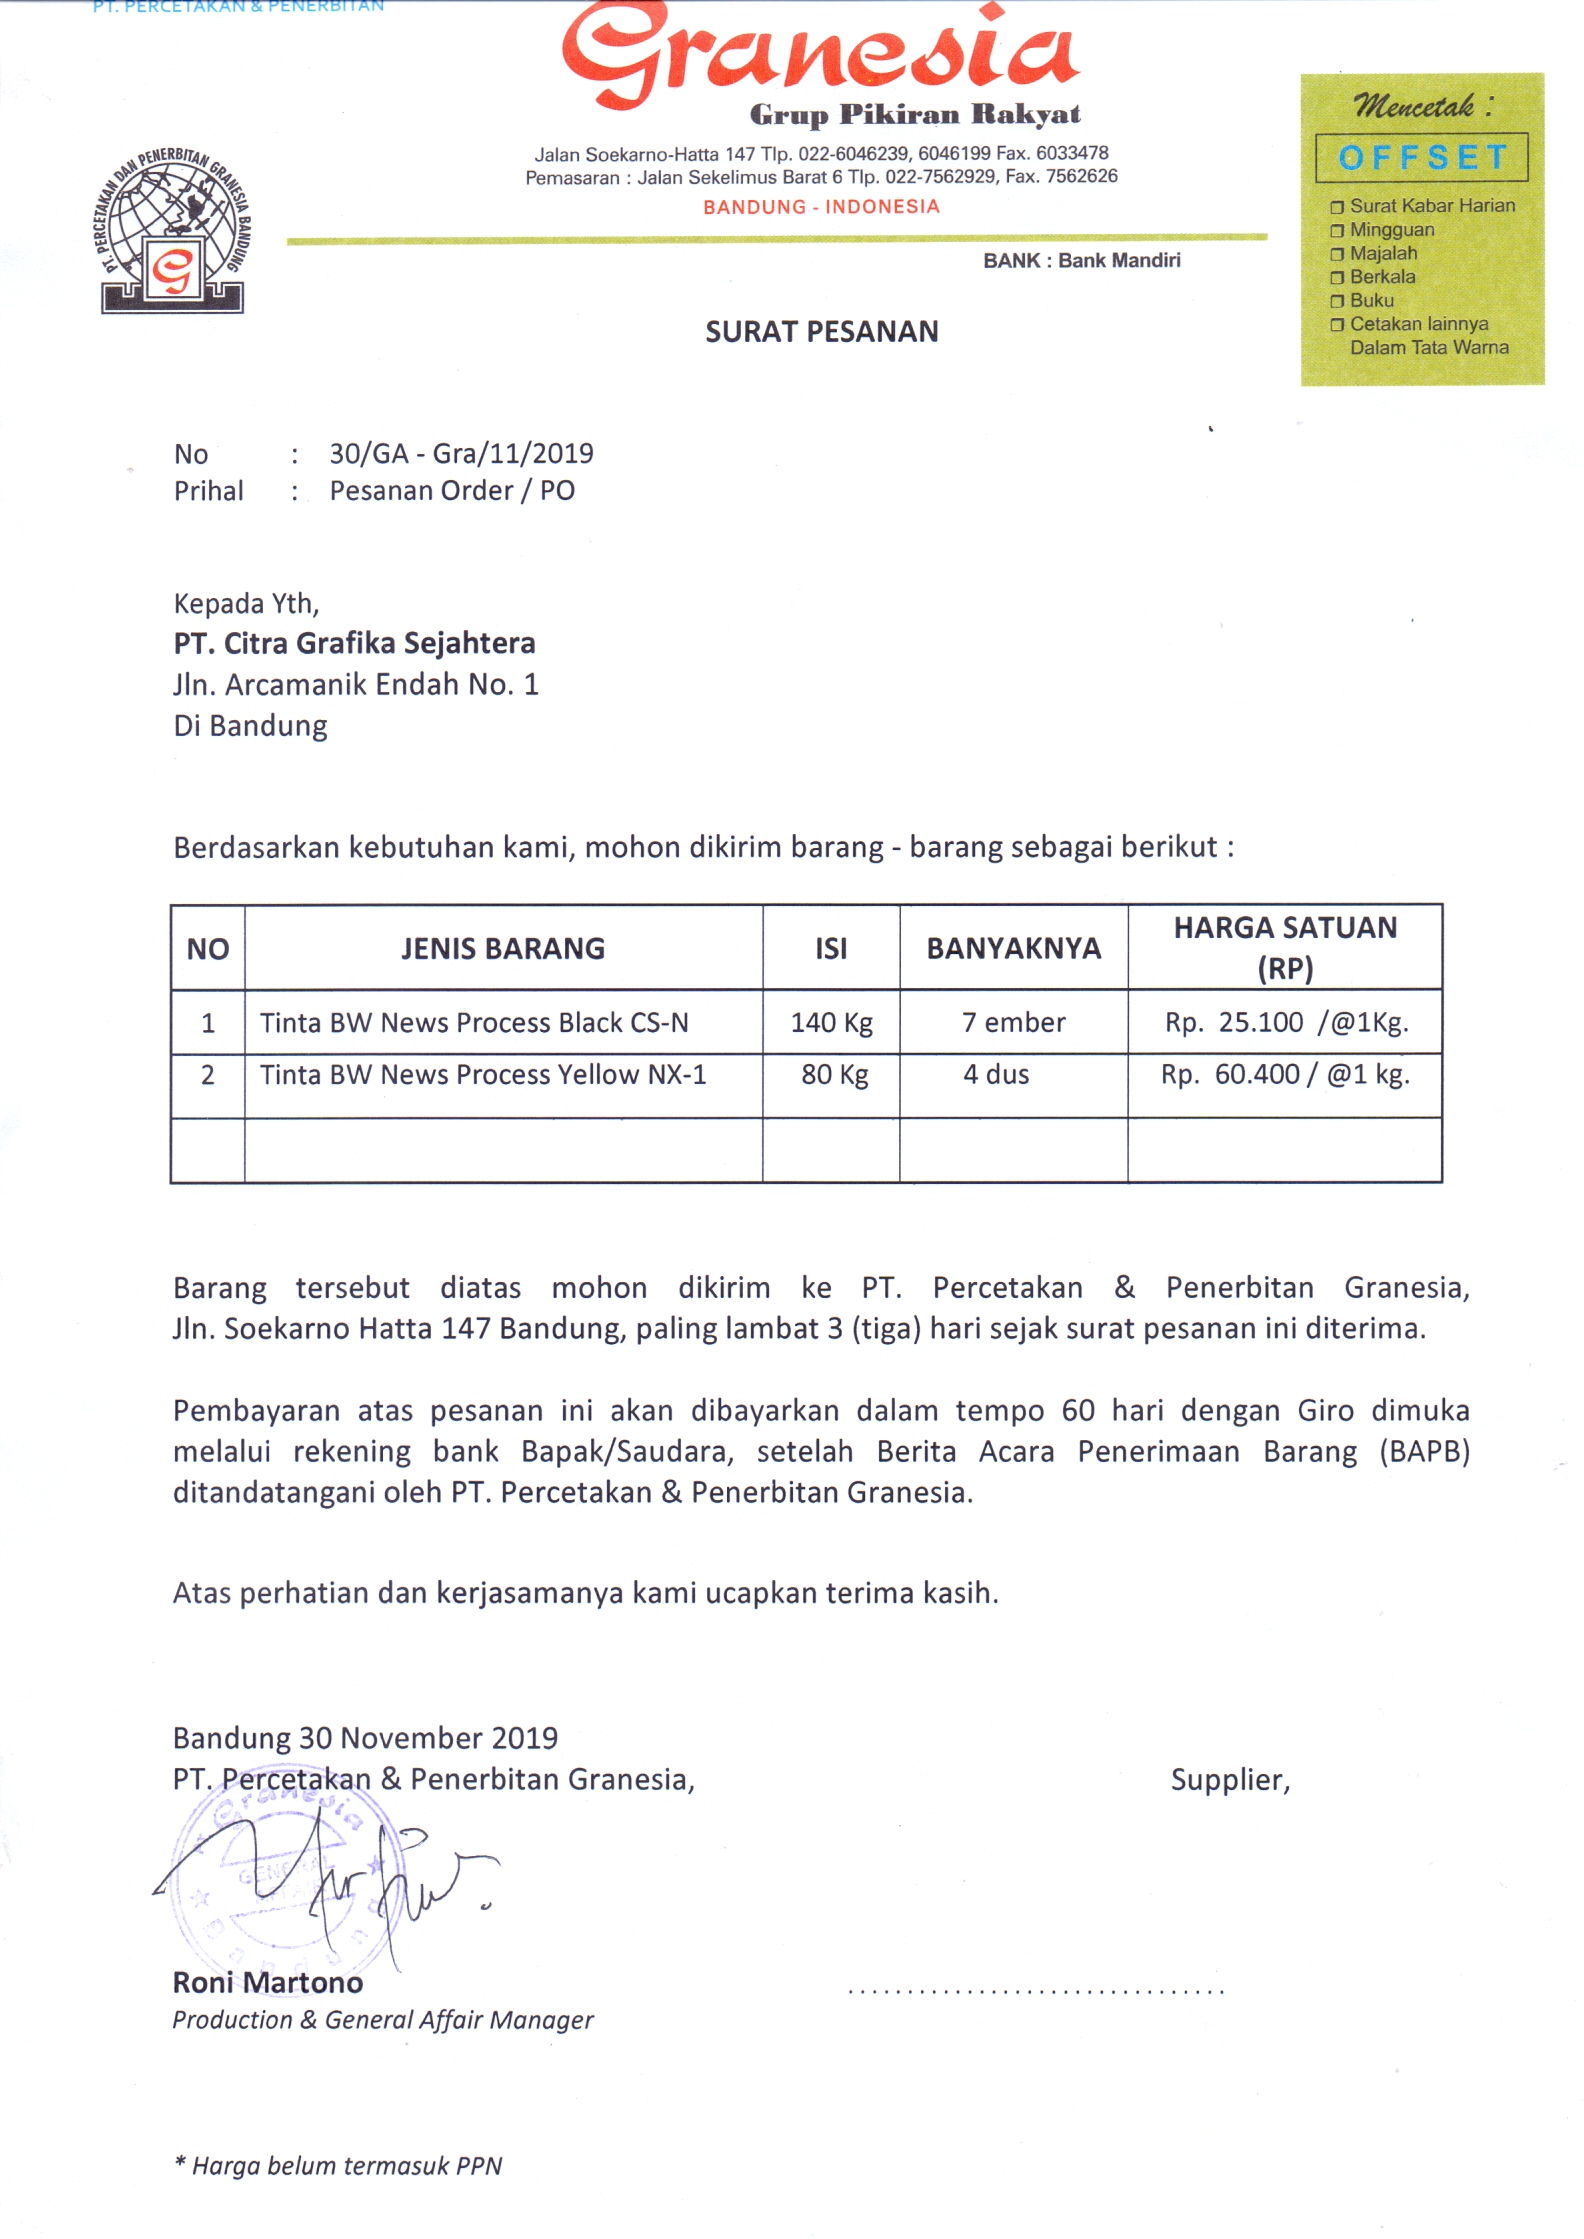 PT. PERCETAKAN & PENERBITAN
Granesia
Grup Pikiran Rakyat
Jalan Soekarno-Hatta 147 Tlp. 022-6046239, 6046199 Fax. 6033478
Pemasaran : Jalan Sekelimus Barat 6 Tlp. 022-7562929, Fax. 7562626
BANDUNG - INDONESIA
BANK : Bank Mandiri
PT. PERCETAKAN DAN PENERBITAN GRANESIA BANDUNG
G
Mencetak :
OFFSET
Surat Kabar Harian
Mingguan
Majalah
Berkala
Buku
Cetakan lainnya
Dalam Tata Warna
SURAT PESANAN
No : 30/GA - Gra/11/2019
Prihal : Pesanan Order / PO
Kepada Yth,
PT. Citra Grafika Sejahtera
Jln. Arcamanik Endah No. 1
Di Bandung
Berdasarkan kebutuhan kami, mohon dikirim barang - barang sebagai berikut :
NO JENIS BARANG ISI BANYAKNYA HARGA SATUAN (RP)
1 Tinta BW News Process Black CS-N 140 Kg 7 ember Rp. 25.100 /@1Kg.
2 Tinta BW News Process Yellow NX-1 80 Kg 4 dus Rp. 60.400 / @1 kg.
Barang tersebut diatas mohon dikirim ke PT. Percetakan & Penerbitan Granesia,
Jln. Soekarno Hatta 147 Bandung, paling lambat 3 (tiga) hari sejak surat pesanan ini diterima.
Pembayaran atas pesanan ini akan dibayarkan dalam tempo 60 hari dengan Giro dimuka
melalui rekening bank Bapak/Saudara, setelah Berita Acara Penerimaan Barang (BAPB)
ditandatangani oleh PT. Percetakan & Penerbitan Granesia.
Atas perhatian dan kerjasamanya kami ucapkan terima kasih.
Bandung 30 November 2019
PT. Percetakan & Penerbitan Granesia, Supplier,
Granesia
GENERAL
AFFAIR
Bandung
Roni Martono ................................
Production & General Affair Manager
* Harga belum termasuk PPN